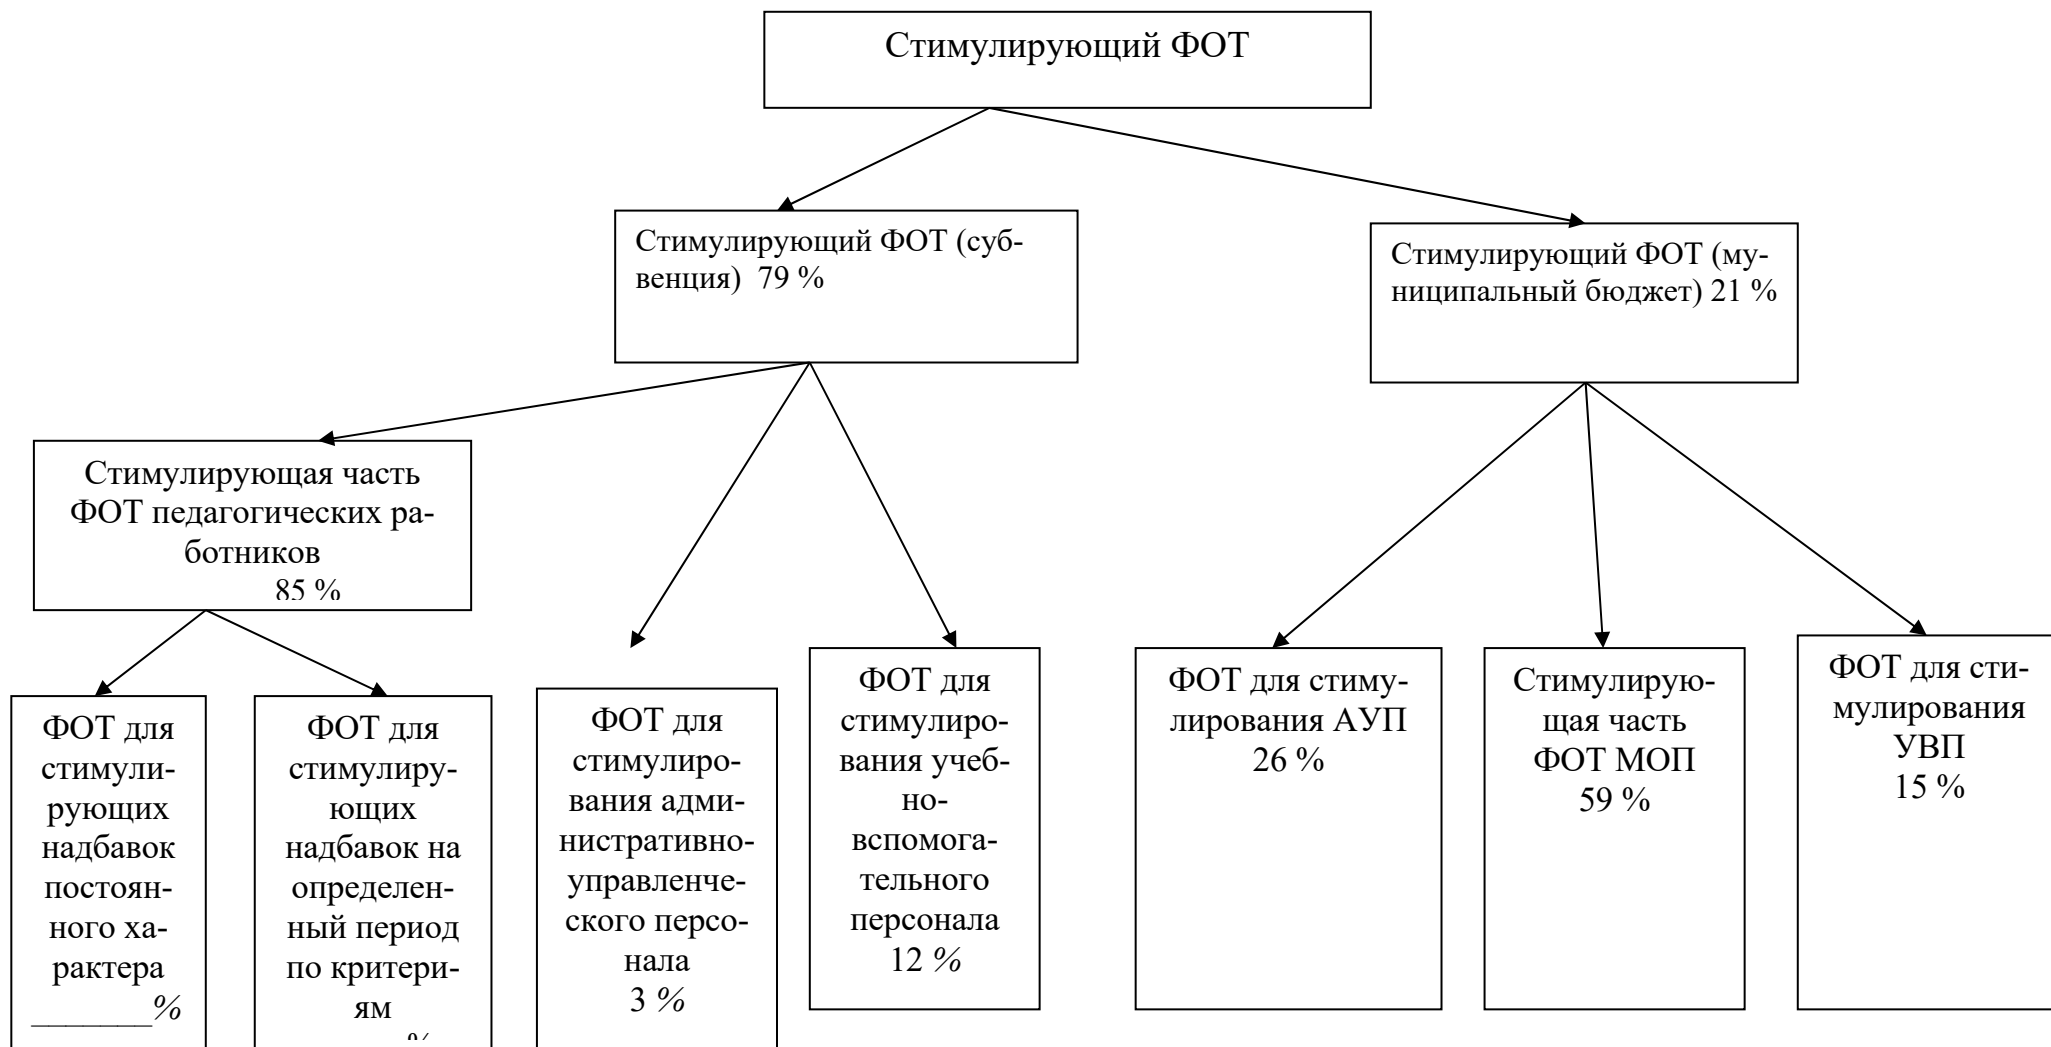 Стимулирующий ФОТ
Стимулирующий ФОТ (суб-
венция)  79 %
Стимулирующий ФОТ (му-
ниципальный бюджет) 21 %
Стимулирующая часть
ФОТ педагогических ра-
ботников
85 %
ФОТ для
стимули-
рующих
надбавок
постоян-
ного ха-
рактера
_______%
ФОТ для
стимулиру-
ющих
надбавок на
определен-
ный период
по критери-
ям
%
ФОТ для
стимулиро-
вания адми-
нистративно-
управленче-
ского персо-
нала
3 %
ФОТ для
стимулиро-
вания учеб-
но-
вспомога-
тельного
персонала
12 %
ФОТ для стиму-
лирования АУП
26 %
Стимулирую-
щая часть
ФОТ МОП
59 %
ФОТ для сти-
мулирования
УВП
15 %